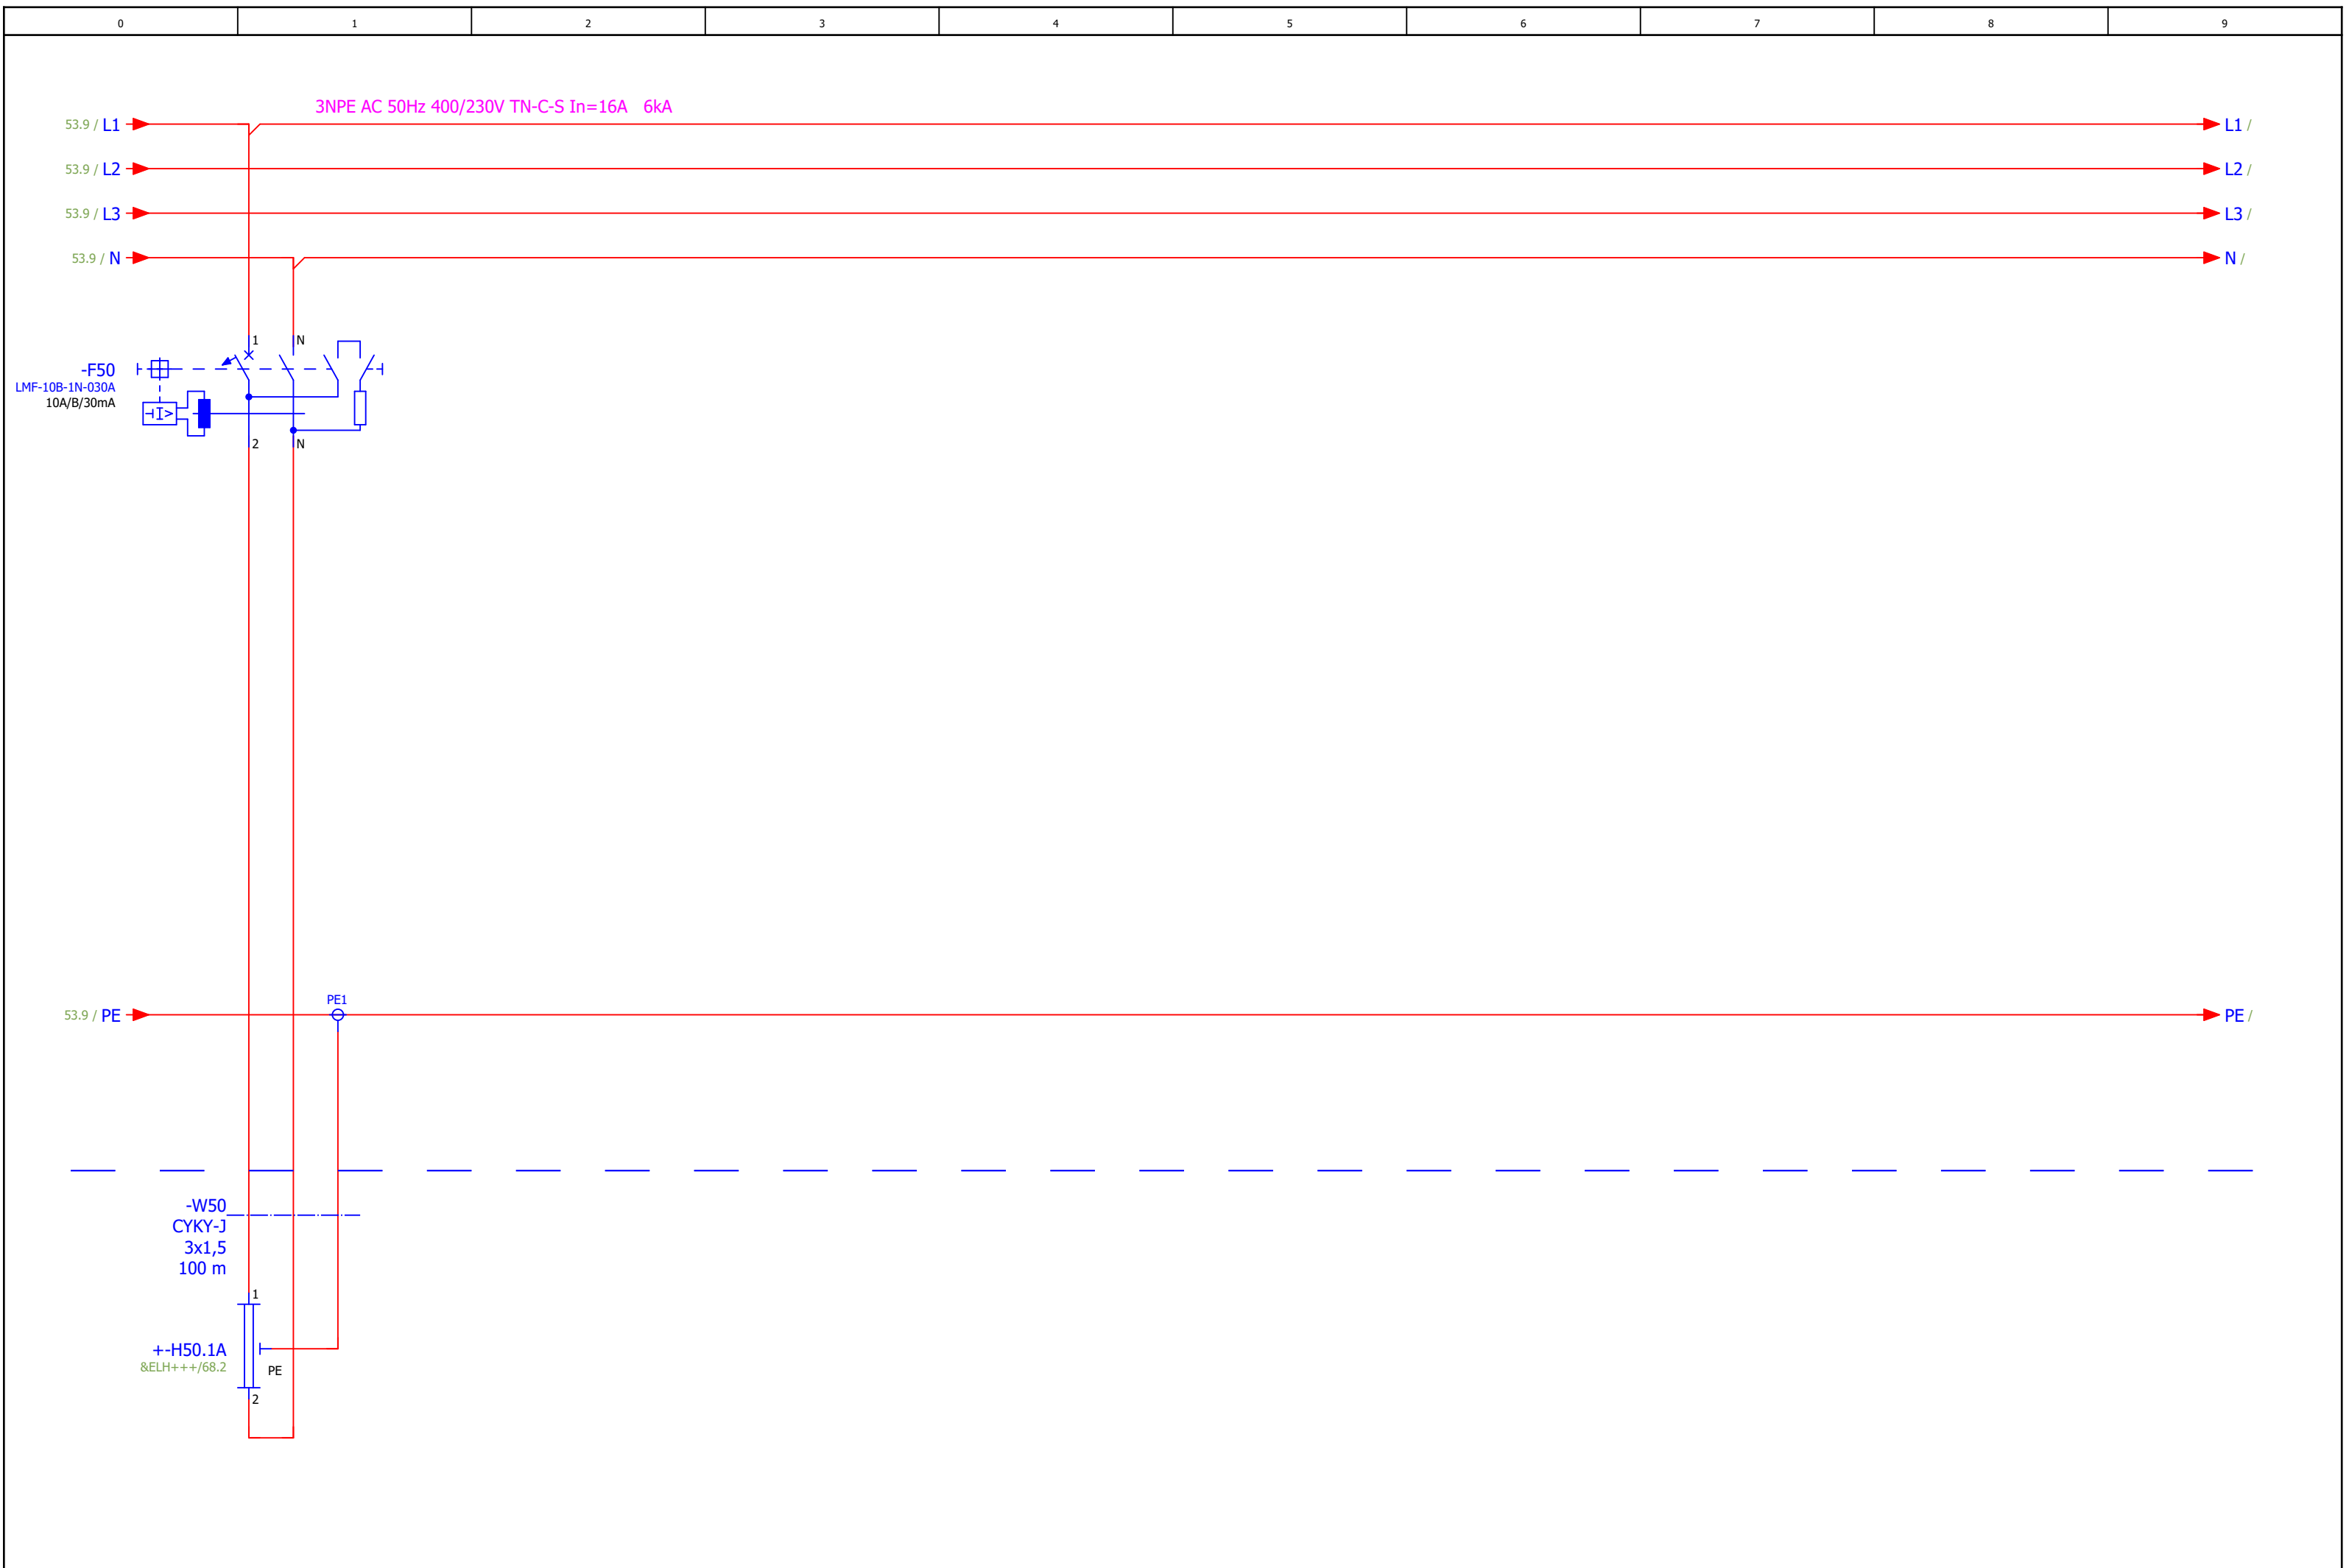 0 1 2 3 4 5 6 7 8 9
3NPE AC 50Hz 400/230V TN-C-S In=16A 6kA
53.9 / L1 L1 /
53.9 / L2 L2 /
53.9 / L3 L3 /
53.9 / N N /
1 N
-F50
LMF-10B-1N-030A
10A/B/30mA
I>
2 N
PE1
53.9 / PE PE /
-W50
CYKY-J
3x1,5
100 m
1
+-H50.1A
&ELH+++/68.2
PE
2